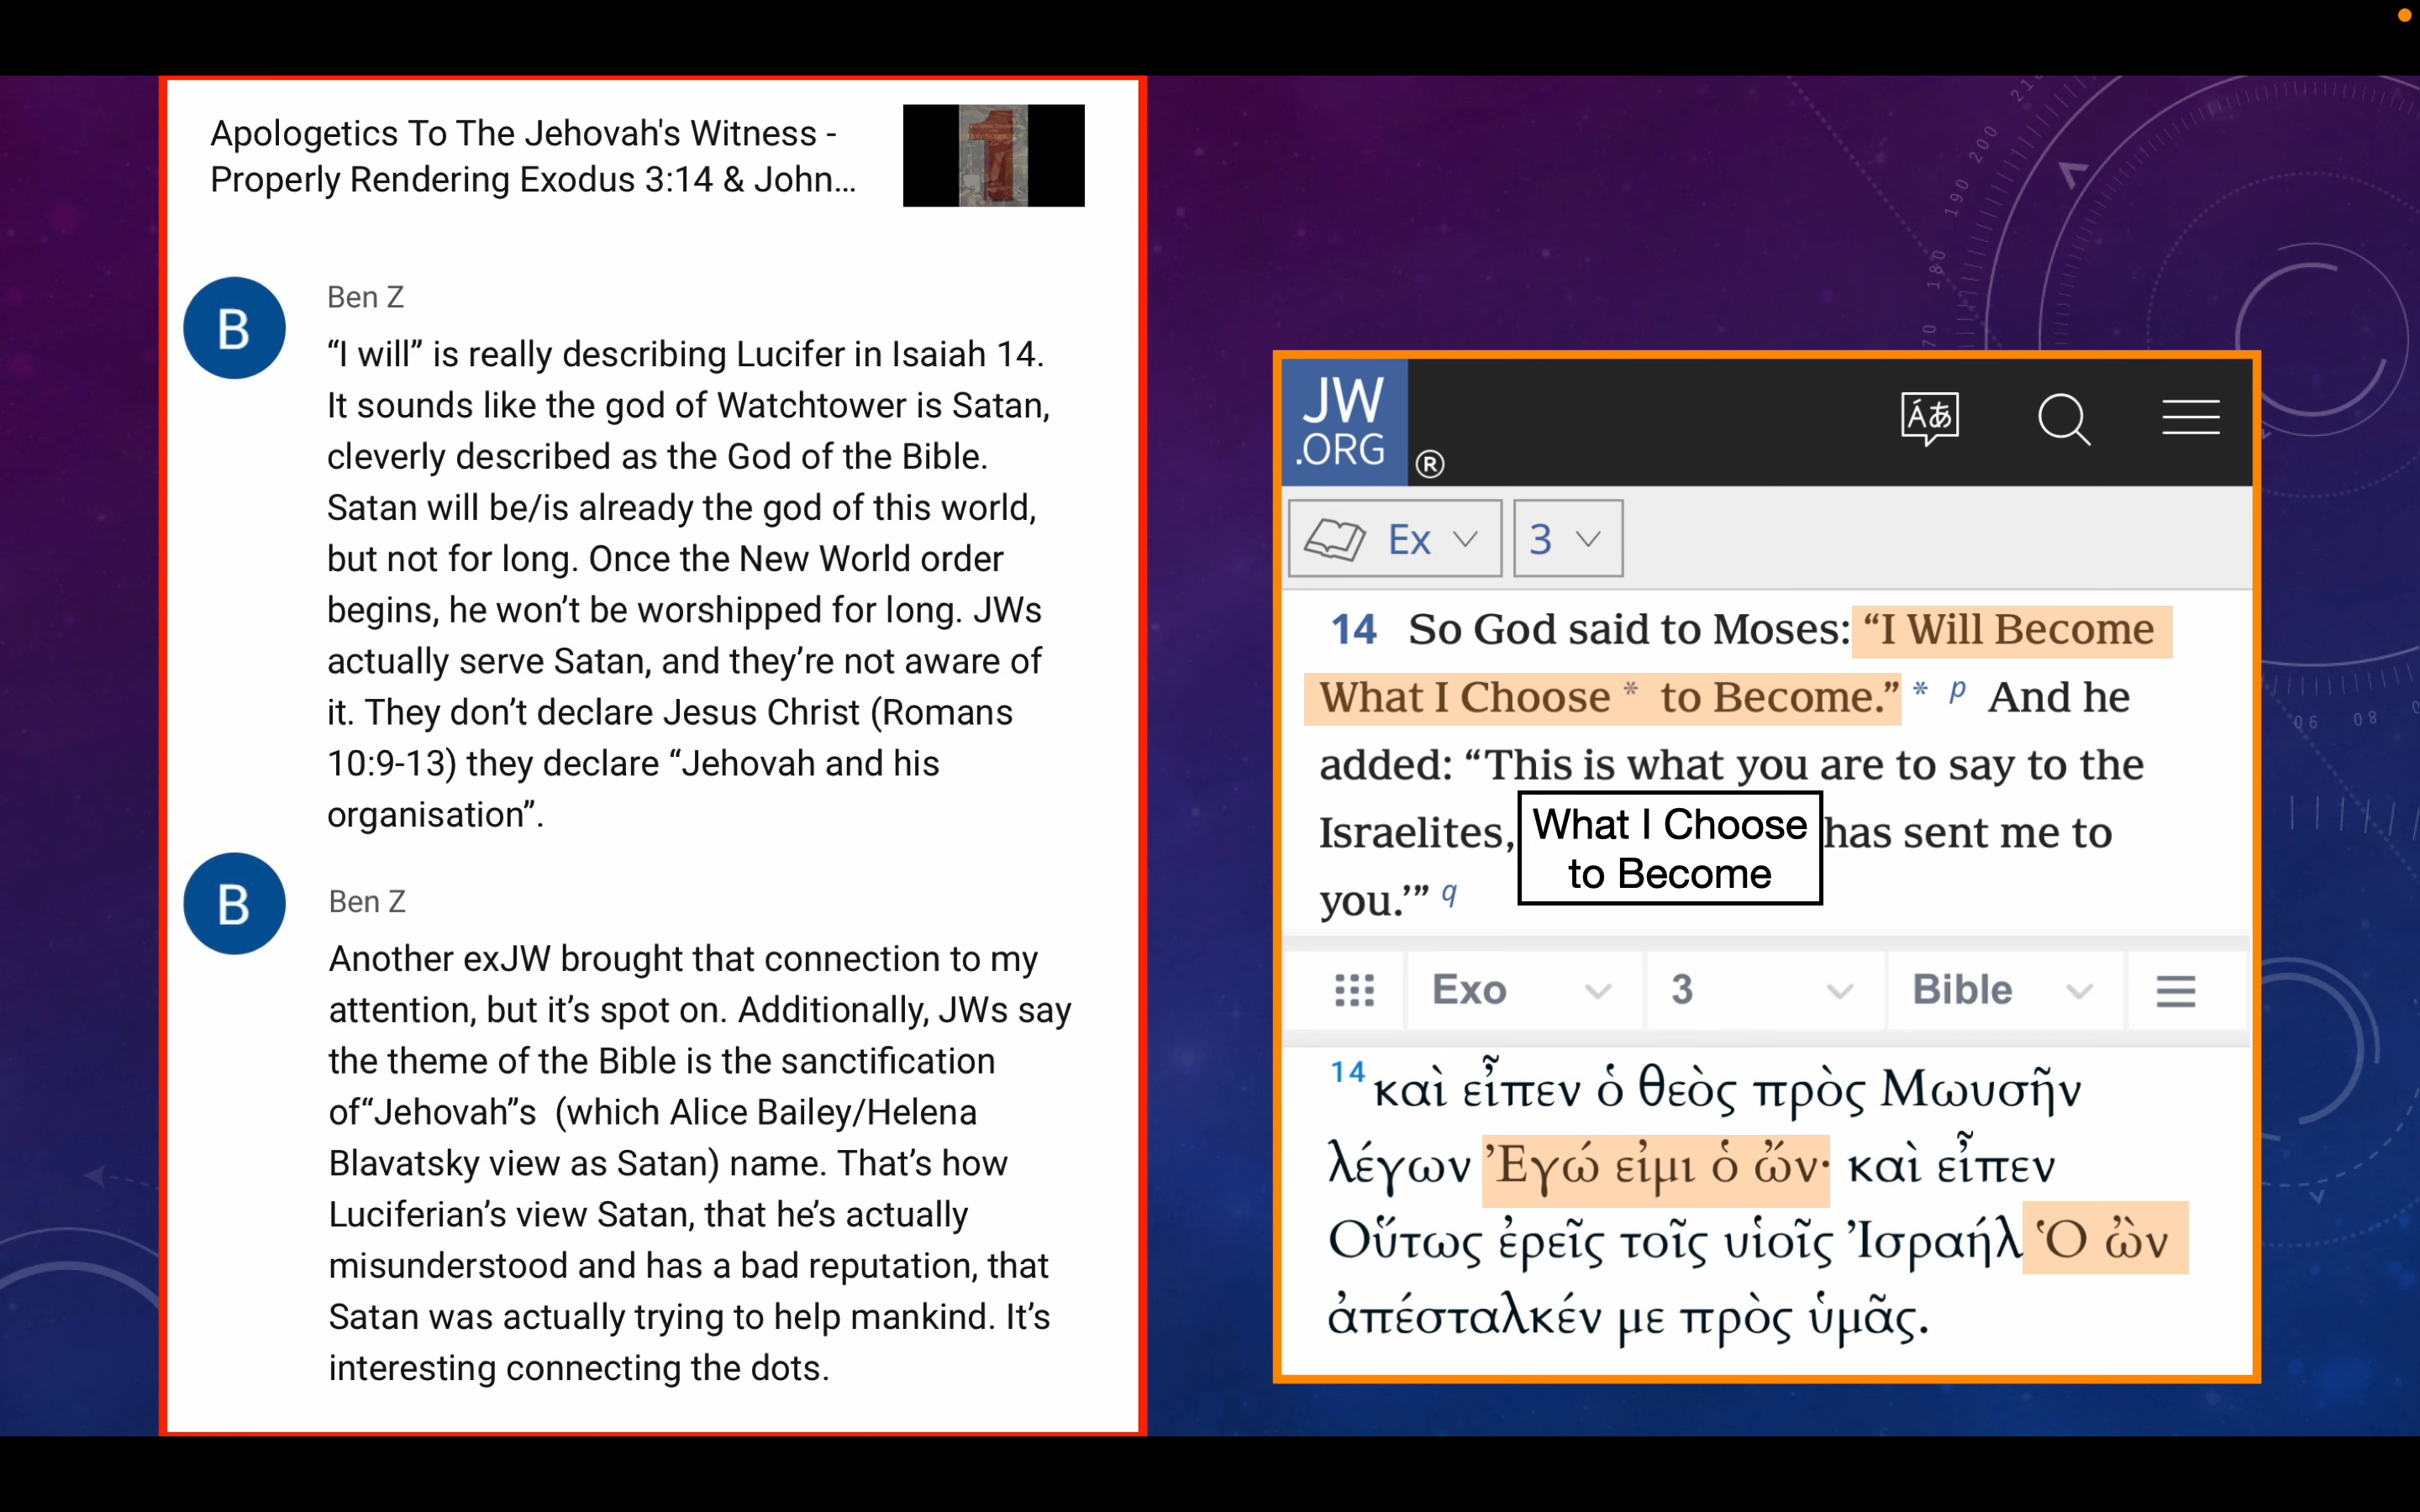 Apologetics To The Jehovah's Witness -
Properly Rendering Exodus 3:14 & John...
B
Ben Z
“I will” is really describing Lucifer in Isaiah 14.
It sounds like the god of Watchtower is Satan,
cleverly described as the God of the Bible.
Satan will be/is already the god of this world,
but not for long. Once the New World order
begins, he won’t be worshipped for long. JWs
actually serve Satan, and they’re not aware of
it. They don’t declare Jesus Christ (Romans
10:9-13) they declare “Jehovah and his
organisation”.
B
Ben Z
Another exJW brought that connection to my
attention, but it’s spot on. Additionally, JWs say
the theme of the Bible is the sanctification
of“Jehovah”s (which Alice Bailey/Helena
Blavatsky view as Satan) name. That’s how
Luciferian’s view Satan, that he’s actually
misunderstood and has a bad reputation, that
Satan was actually trying to help mankind. It’s
interesting connecting the dots.
JW
.ORG ®
Áあ
Ex 3
14 So God said to Moses: “I Will Become
What I Choose * to Become.” * p And he
added: “This is what you are to say to the
Israelites, What I Choose to Become has sent me to
you.’” q
Exo 3 Bible
14 καὶ εἶπεν ὁ θεὸς πρὸς Μωυσῆν
λέγων ᾿Εγώ εἰμι ὁ ὤν· καὶ εἶπεν
Οὕτως ἐρεῖς τοῖς υἱοῖς ᾿Ισραήλ ῾Ο ὢν
ἀπέσταλκέν με πρὸς ὑμᾶς.
210
200
190
180
70
90
80